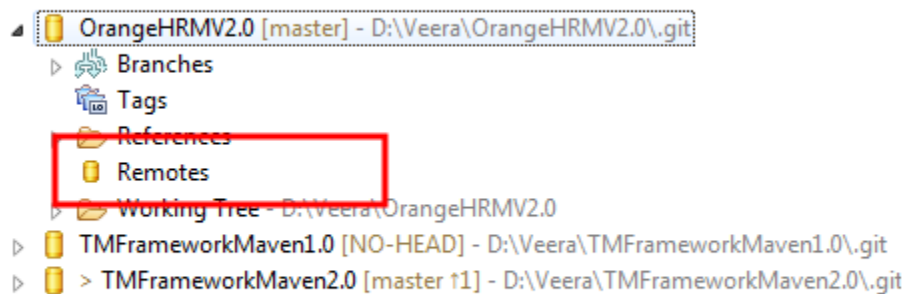 OrangeHRMV2.0 [master] - D:\Veera\OrangeHRMV2.0\.git
Branches
Tags
References
Remotes
Working Tree - D:\Veera\OrangeHRMV2.0
TMFrameworkMaven1.0 [NO-HEAD] - D:\Veera\TMFrameworkMaven1.0\.git
> TMFrameworkMaven2.0 [master ↑1] - D:\Veera\TMFrameworkMaven2.0\.git